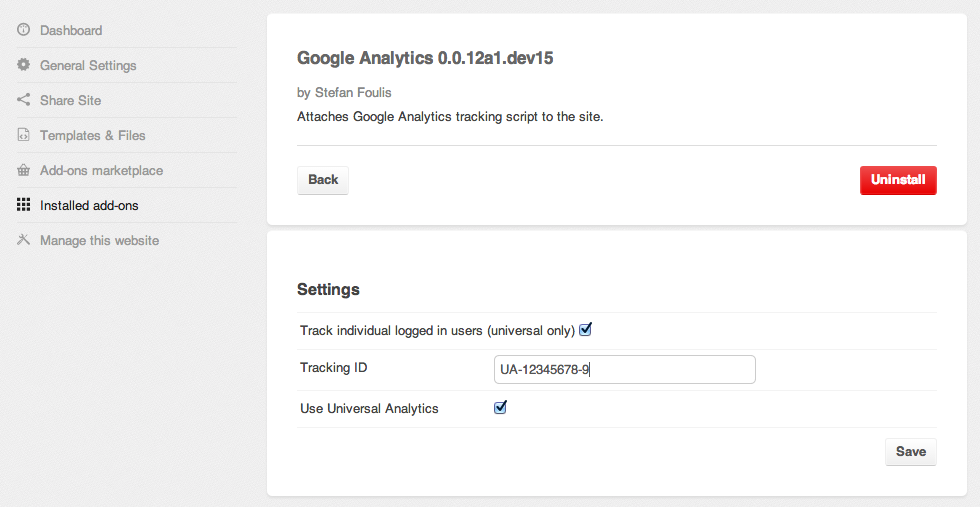 Dashboard
General Settings
Share Site
Templates & Files
Add-ons marketplace
Installed add-ons
Manage this website
Google Analytics 0.0.12a1.dev15
by Stefan Foulis
Attaches Google Analytics tracking script to the site.
Back
Uninstall
Settings
Track individual logged in users (universal only)
Tracking ID
UA-12345678-9
Use Universal Analytics
Save